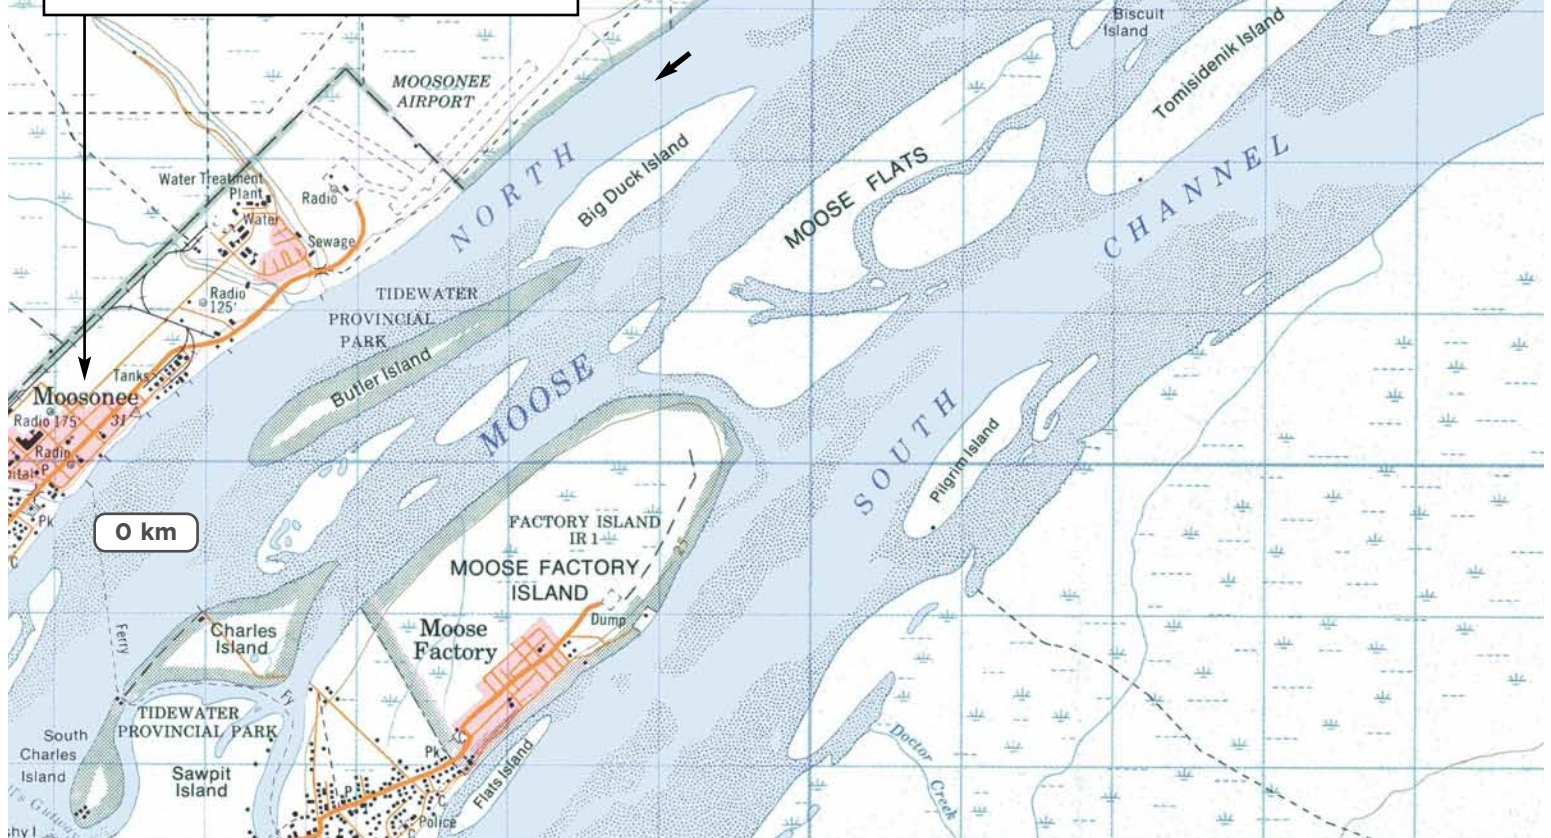 Biscuit
Island
Tomisidenik Island
MOOSONEE
AIRPORT
NORTH
Big Duck Island
MOOSE FLATS
CHANNEL
Water Treatment
Plant
Radio
Water
Sewage
Radio
125'
TIDEWATER
PROVINCIAL
PARK
Butler Island
MOOSE
SOUTH
Tanks
Moosonee
Radio 175'
31
Radio
pital
P
Pk
C
0 km
Pilgrim Island
FACTORY ISLAND
IR 1
25
MOOSE FACTORY
ISLAND
Dump
Moose
Factory
Ferry
Charles
Island
Fy
TIDEWATER
PROVINCIAL PARK
South
Charles
Island
Sawpit
Island
Pk
C
Flats Island
P
C
Police
C
Doctor
Creek